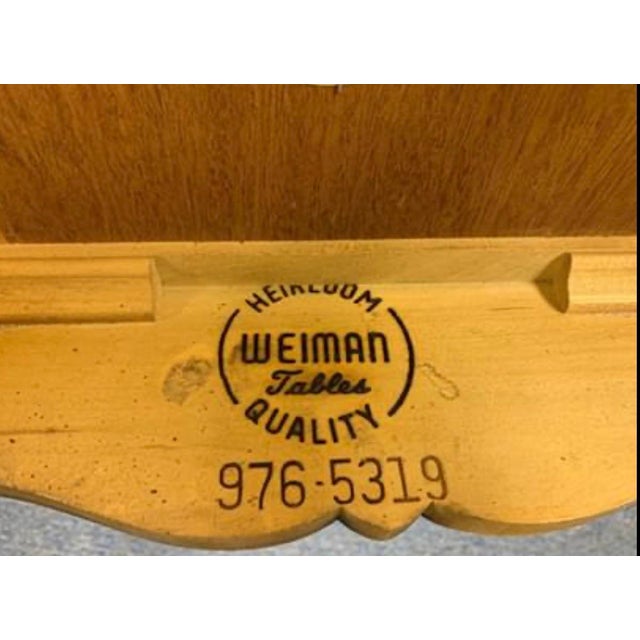 HEIRLOOM
WEIMAN
Tables
QUALITY
976-5319